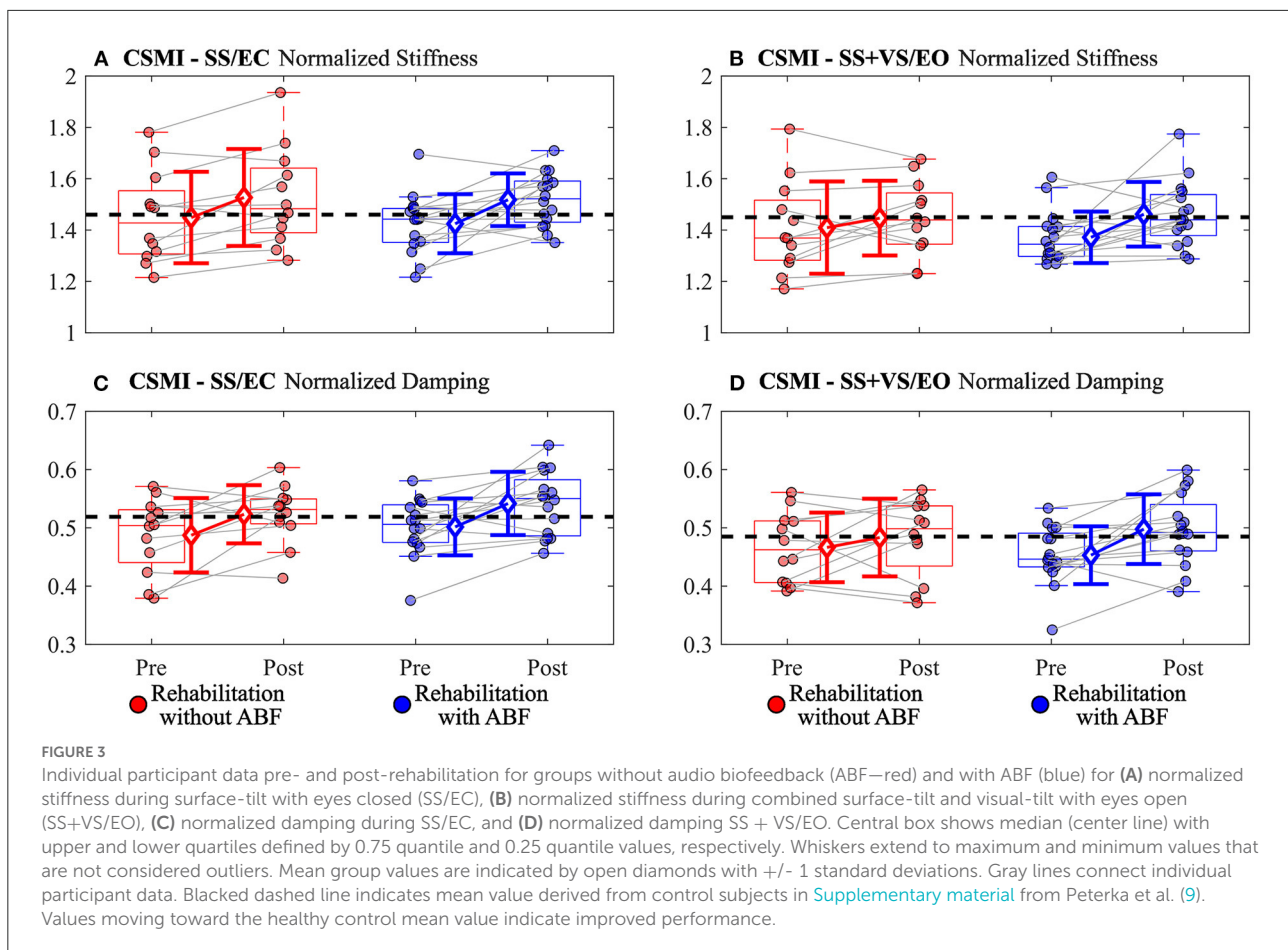 A CSMI - SS/EC Normalized Stiffness
2
1.8
1.6
1.4
1.2
1
B CSMI - SS+VS/EO Normalized Stiffness
2
1.8
1.6
1.4
1.2
1
C CSMI - SS/EC Normalized Damping
0.7
0.6
0.5
0.4
0.3
Pre Post Pre Post
Rehabilitation without ABF
Rehabilitation with ABF
D CSMI - SS+VS/EO Normalized Damping
0.7
0.6
0.5
0.4
0.3
Pre Post Pre Post
Rehabilitation without ABF
Rehabilitation with ABF
FIGURE 3
Individual participant data pre- and post-rehabilitation for groups without audio biofeedback (ABF—red) and with ABF (blue) for (A) normalized
stiffness during surface-tilt with eyes closed (SS/EC), (B) normalized stiffness during combined surface-tilt and visual-tilt with eyes open
(SS+VS/EO), (C) normalized damping during SS/EC, and (D) normalized damping SS + VS/EO. Central box shows median (center line) with
upper and lower quartiles defined by 0.75 quantile and 0.25 quantile values, respectively. Whiskers extend to maximum and minimum values that
are not considered outliers. Mean group values are indicated by open diamonds with +/- 1 standard deviations. Gray lines connect individual
participant data. Blacked dashed line indicates mean value derived from control subjects in Supplementary material from Peterka et al. (9).
Values moving toward the healthy control mean value indicate improved performance.